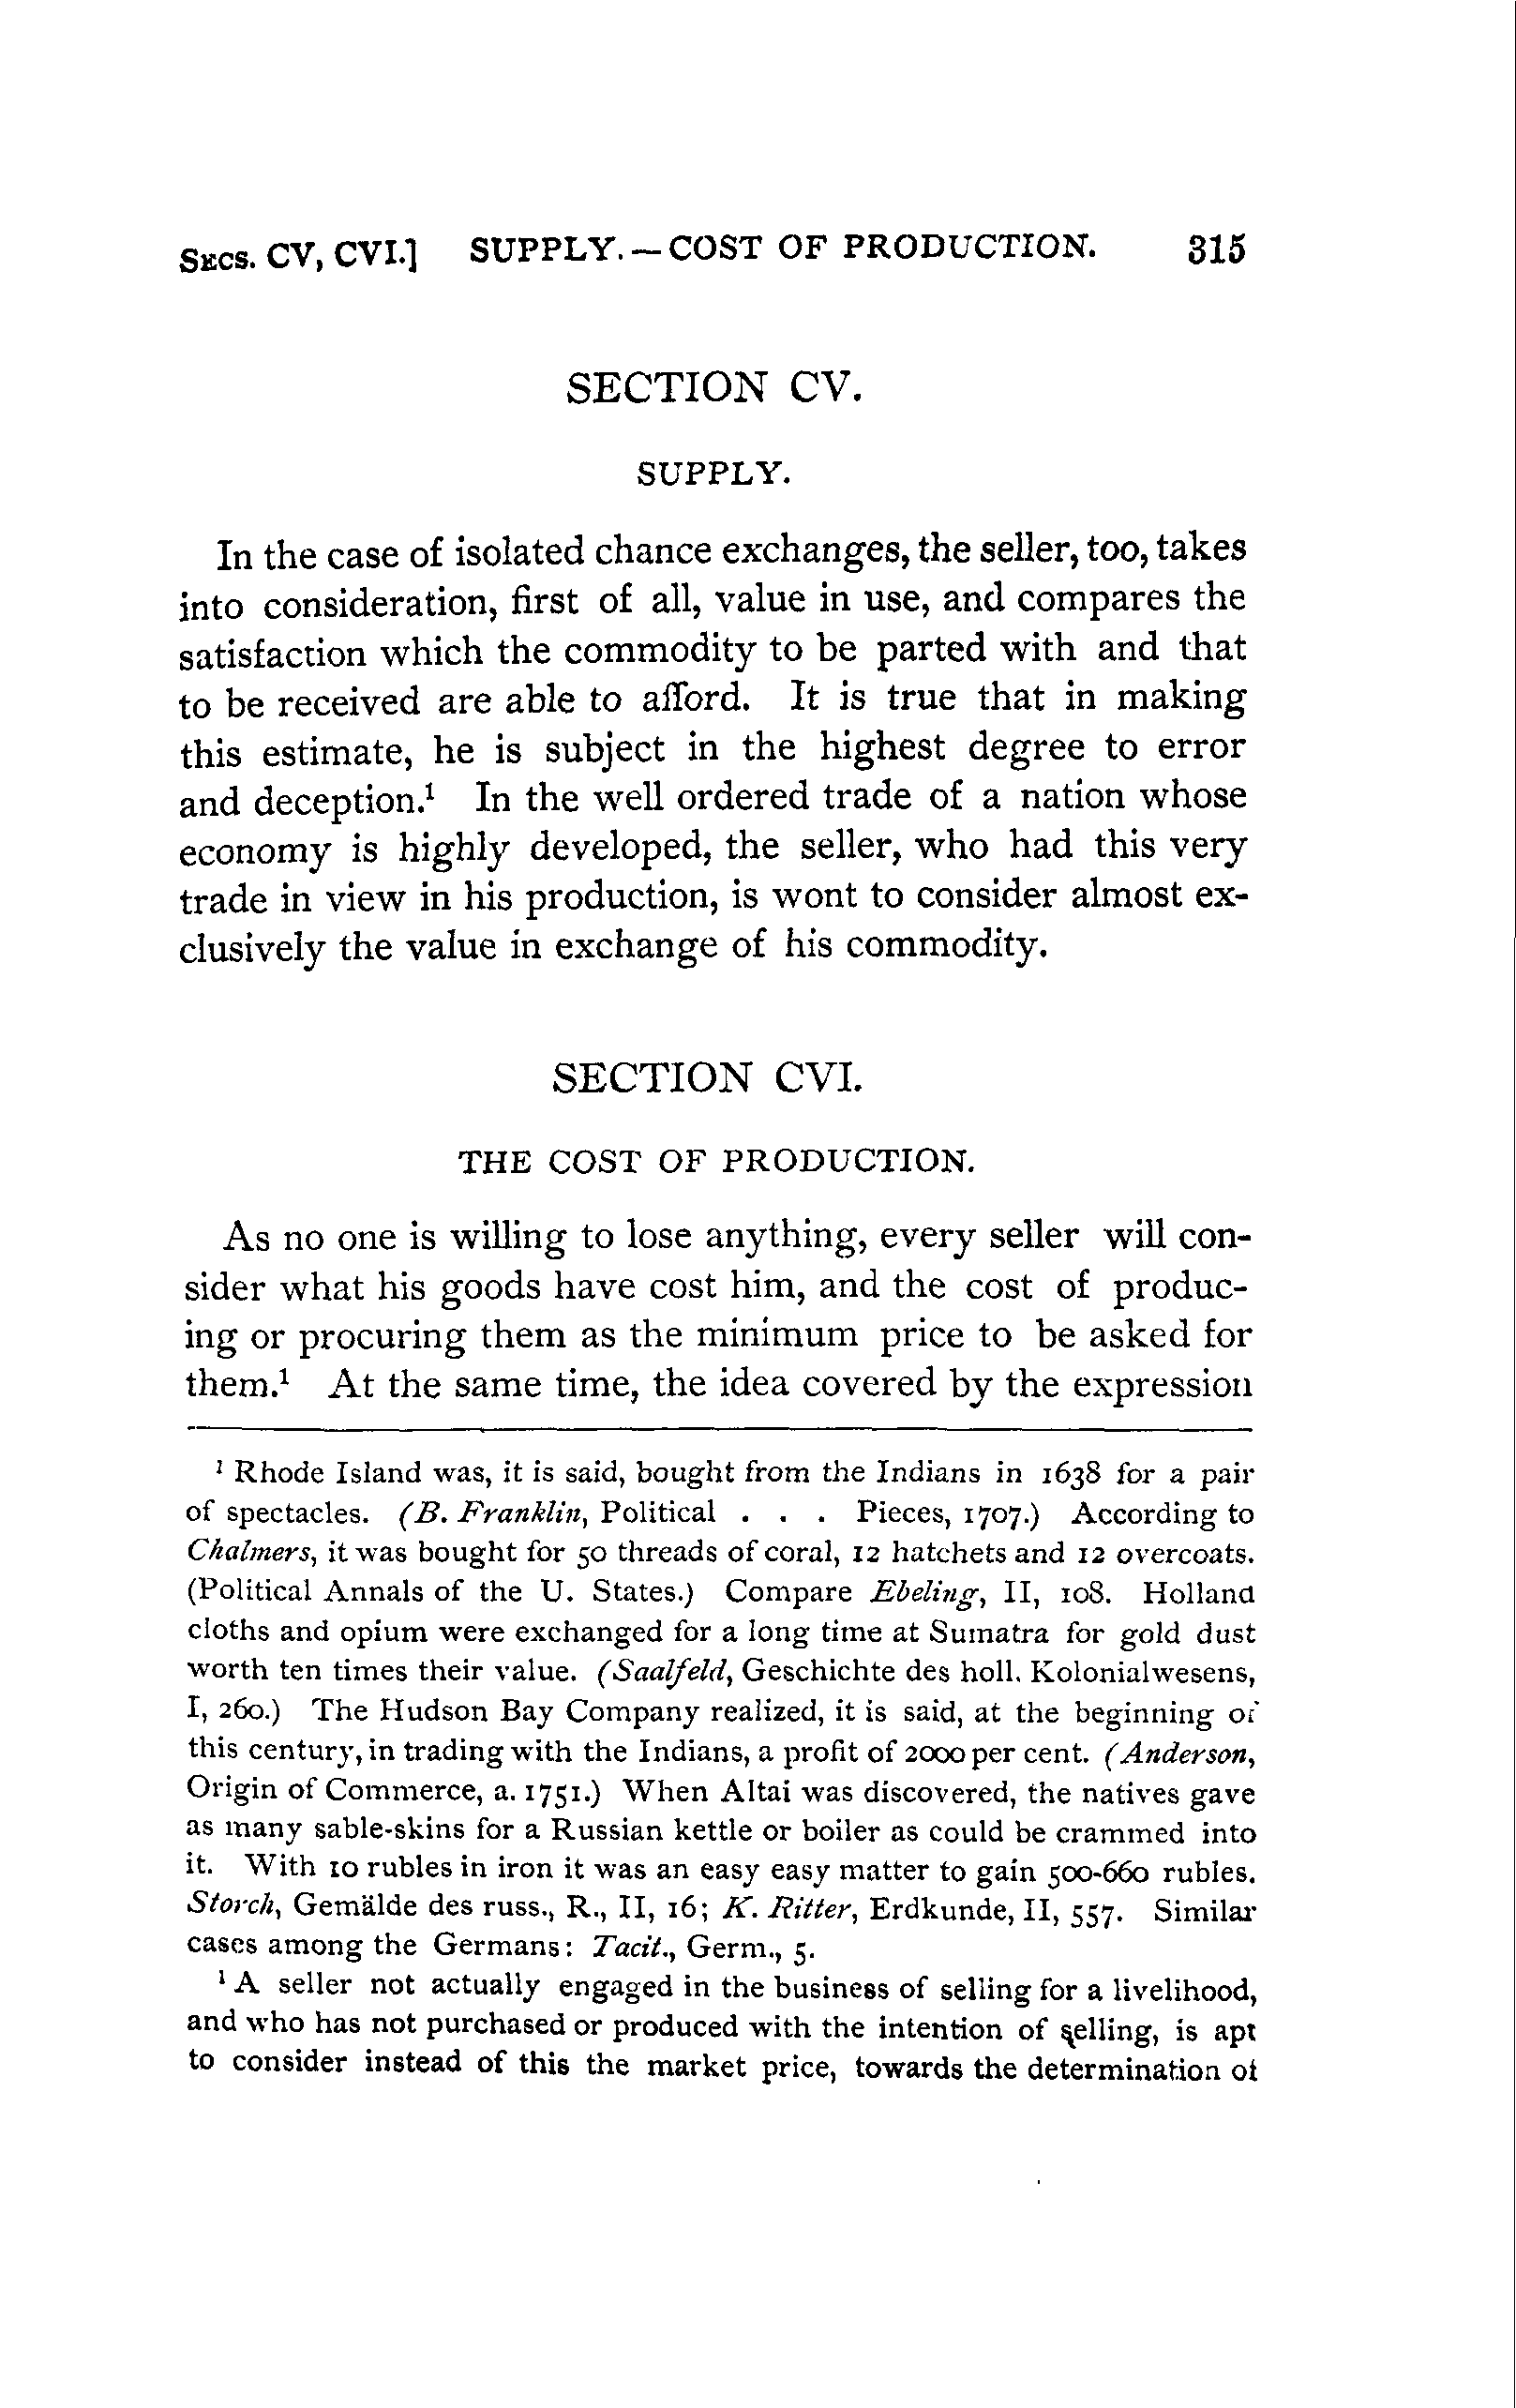 SECS. CV, CVI.] SUPPLY. — COST OF PRODUCTION. 315
SECTION CV.
SUPPLY.
In the case of isolated chance exchanges, the seller, too, takes
into consideration, first of all, value in use, and compares the
satisfaction which the commodity to be parted with and that
to be received are able to afford. It is true that in making
this estimate, he is subject in the highest degree to error
and deception.¹ In the well ordered trade of a nation whose
economy is highly developed, the seller, who had this very
trade in view in his production, is wont to consider almost ex-
clusively the value in exchange of his commodity.
SECTION CVI.
THE COST OF PRODUCTION.
As no one is willing to lose anything, every seller will con-
sider what his goods have cost him, and the cost of produc-
ing or procuring them as the minimum price to be asked for
them.¹ At the same time, the idea covered by the expression
¹ Rhode Island was, it is said, bought from the Indians in 1638 for a pair
of spectacles. (B. Franklin, Political . . . Pieces, 1707.) According to
Chalmers, it was bought for 50 threads of coral, 12 hatchets and 12 overcoats.
(Political Annals of the U. States.) Compare Ebeling, II, 108. Holland
cloths and opium were exchanged for a long time at Sumatra for gold dust
worth ten times their value. (Saalfeld, Geschichte des holl. Kolonialwesens,
I, 260.) The Hudson Bay Company realized, it is said, at the beginning of
this century, in trading with the Indians, a profit of 2000 per cent. (Anderson,
Origin of Commerce, a. 1751.) When Altai was discovered, the natives gave
as many sable-skins for a Russian kettle or boiler as could be crammed into
it. With 10 rubles in iron it was an easy easy matter to gain 500-660 rubles.
Storch, Gemälde des russ., R., II, 16; K. Ritter, Erdkunde, II, 557. Similar
cases among the Germans: Tacit., Germ., 5.
¹ A seller not actually engaged in the business of selling for a livelihood,
and who has not purchased or produced with the intention of selling, is apt
to consider instead of this the market price, towards the determination of